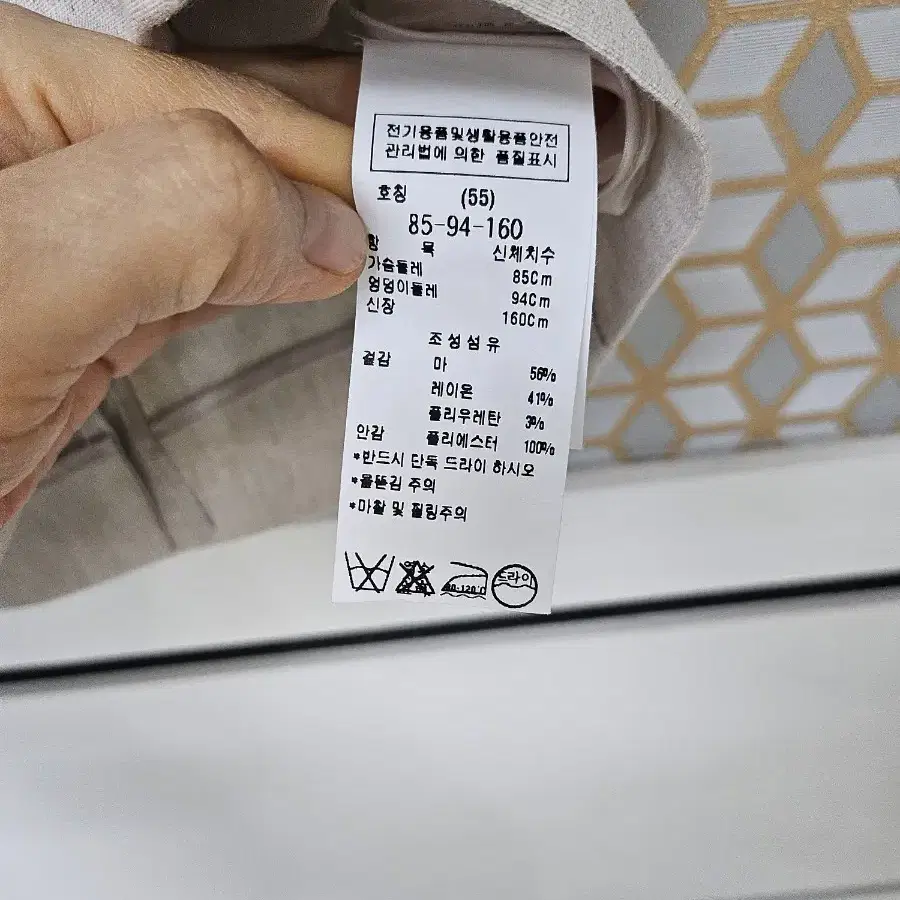 전기용품및생활용품안전
관리법에 의한 품질표시
호칭 (55)
85-94-160
항 목 신체치수
가슴둘레 85Cm
엉덩이둘레 94Cm
신장 160Cm
조성섬유
겉감 마 56%
레이온 41%
폴리우레탄 3%
안감 폴리에스터 100%
*반드시 단독 드라이 하시오
*올뜯김 주의
*마찰 및 필링주의
80-120'C 드라이